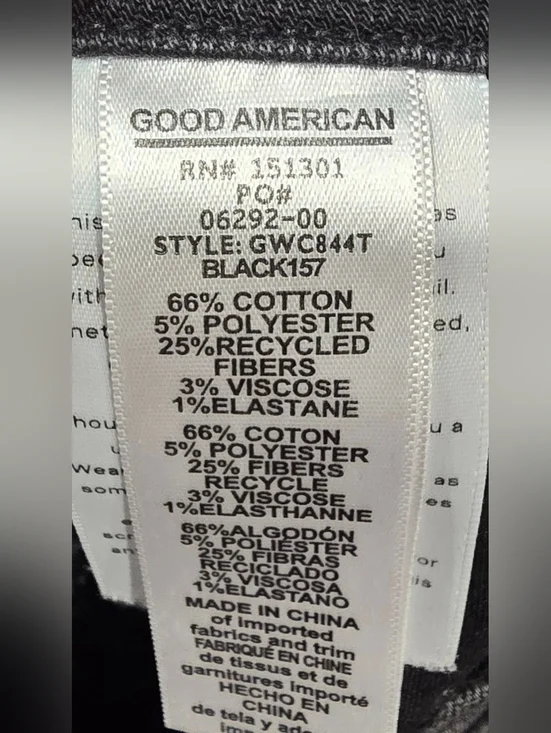 GOOD AMERICAN
RN# 151301
PO#
06292-00
STYLE: GWC844T
BLACK157
66% COTTON
5% POLYESTER
25%RECYCLED
FIBERS
3% VISCOSE
1%ELASTANE
66% COTON
5% POLYESTER
25% FIBERS
RECYCLE
3% VISCOSE
1%ELASTHANNE
66%ALGODÓN
5% POLIÉSTER
25% FIBRAS
RECICLADO
3% VISCOSA
1%ELASTANO
MADE IN CHINA
of imported
fabrics and trim
FABRIQUÉ EN CHINE
de tissus et de
garnitures importé
HECHO EN
CHINA
de tela y